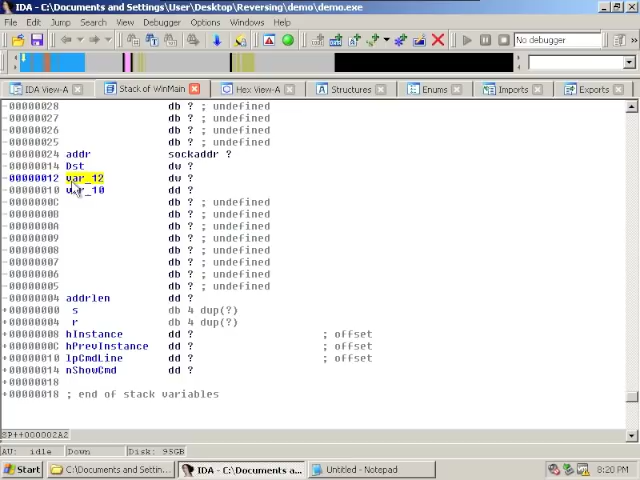 IDA - C:\Documents and Settings\User\Desktop\Reversing\demo\demo.exe
File Edit Jump Search View Debugger Options Windows Help
No debugger
IDA View-A Stack of WinMain Hex View-A Structures Enums Imports Exports
-00000028 db ? ; undefined
-00000027 db ? ; undefined
-00000026 db ? ; undefined
-00000025 db ? ; undefined
-00000024 addr sockaddr ?
-00000014 Dst dw ?
-00000012 var_12 dw ?
-00000010 var_10 dd ?
-0000000C db ? ; undefined
-0000000B db ? ; undefined
-0000000A db ? ; undefined
-00000009 db ? ; undefined
-00000008 db ? ; undefined
-00000007 db ? ; undefined
-00000006 db ? ; undefined
-00000005 db ? ; undefined
-00000004 addrlen dd ?
+00000000 s db 4 dup(?)
+00000004 r db 4 dup(?)
+00000008 hInstance dd ? ; offset
+0000000C hPrevInstance dd ? ; offset
+00000010 lpCmdLine dd ? ; offset
+00000014 nShowCmd dd ?
+00000018
+00000018 ; end of stack variables
SP++000002A2
AU: idle Down Disk: 95GB
Start C:\Documents and Settin... IDA - C:\Documents a... Untitled - Notepad 8:20 PM